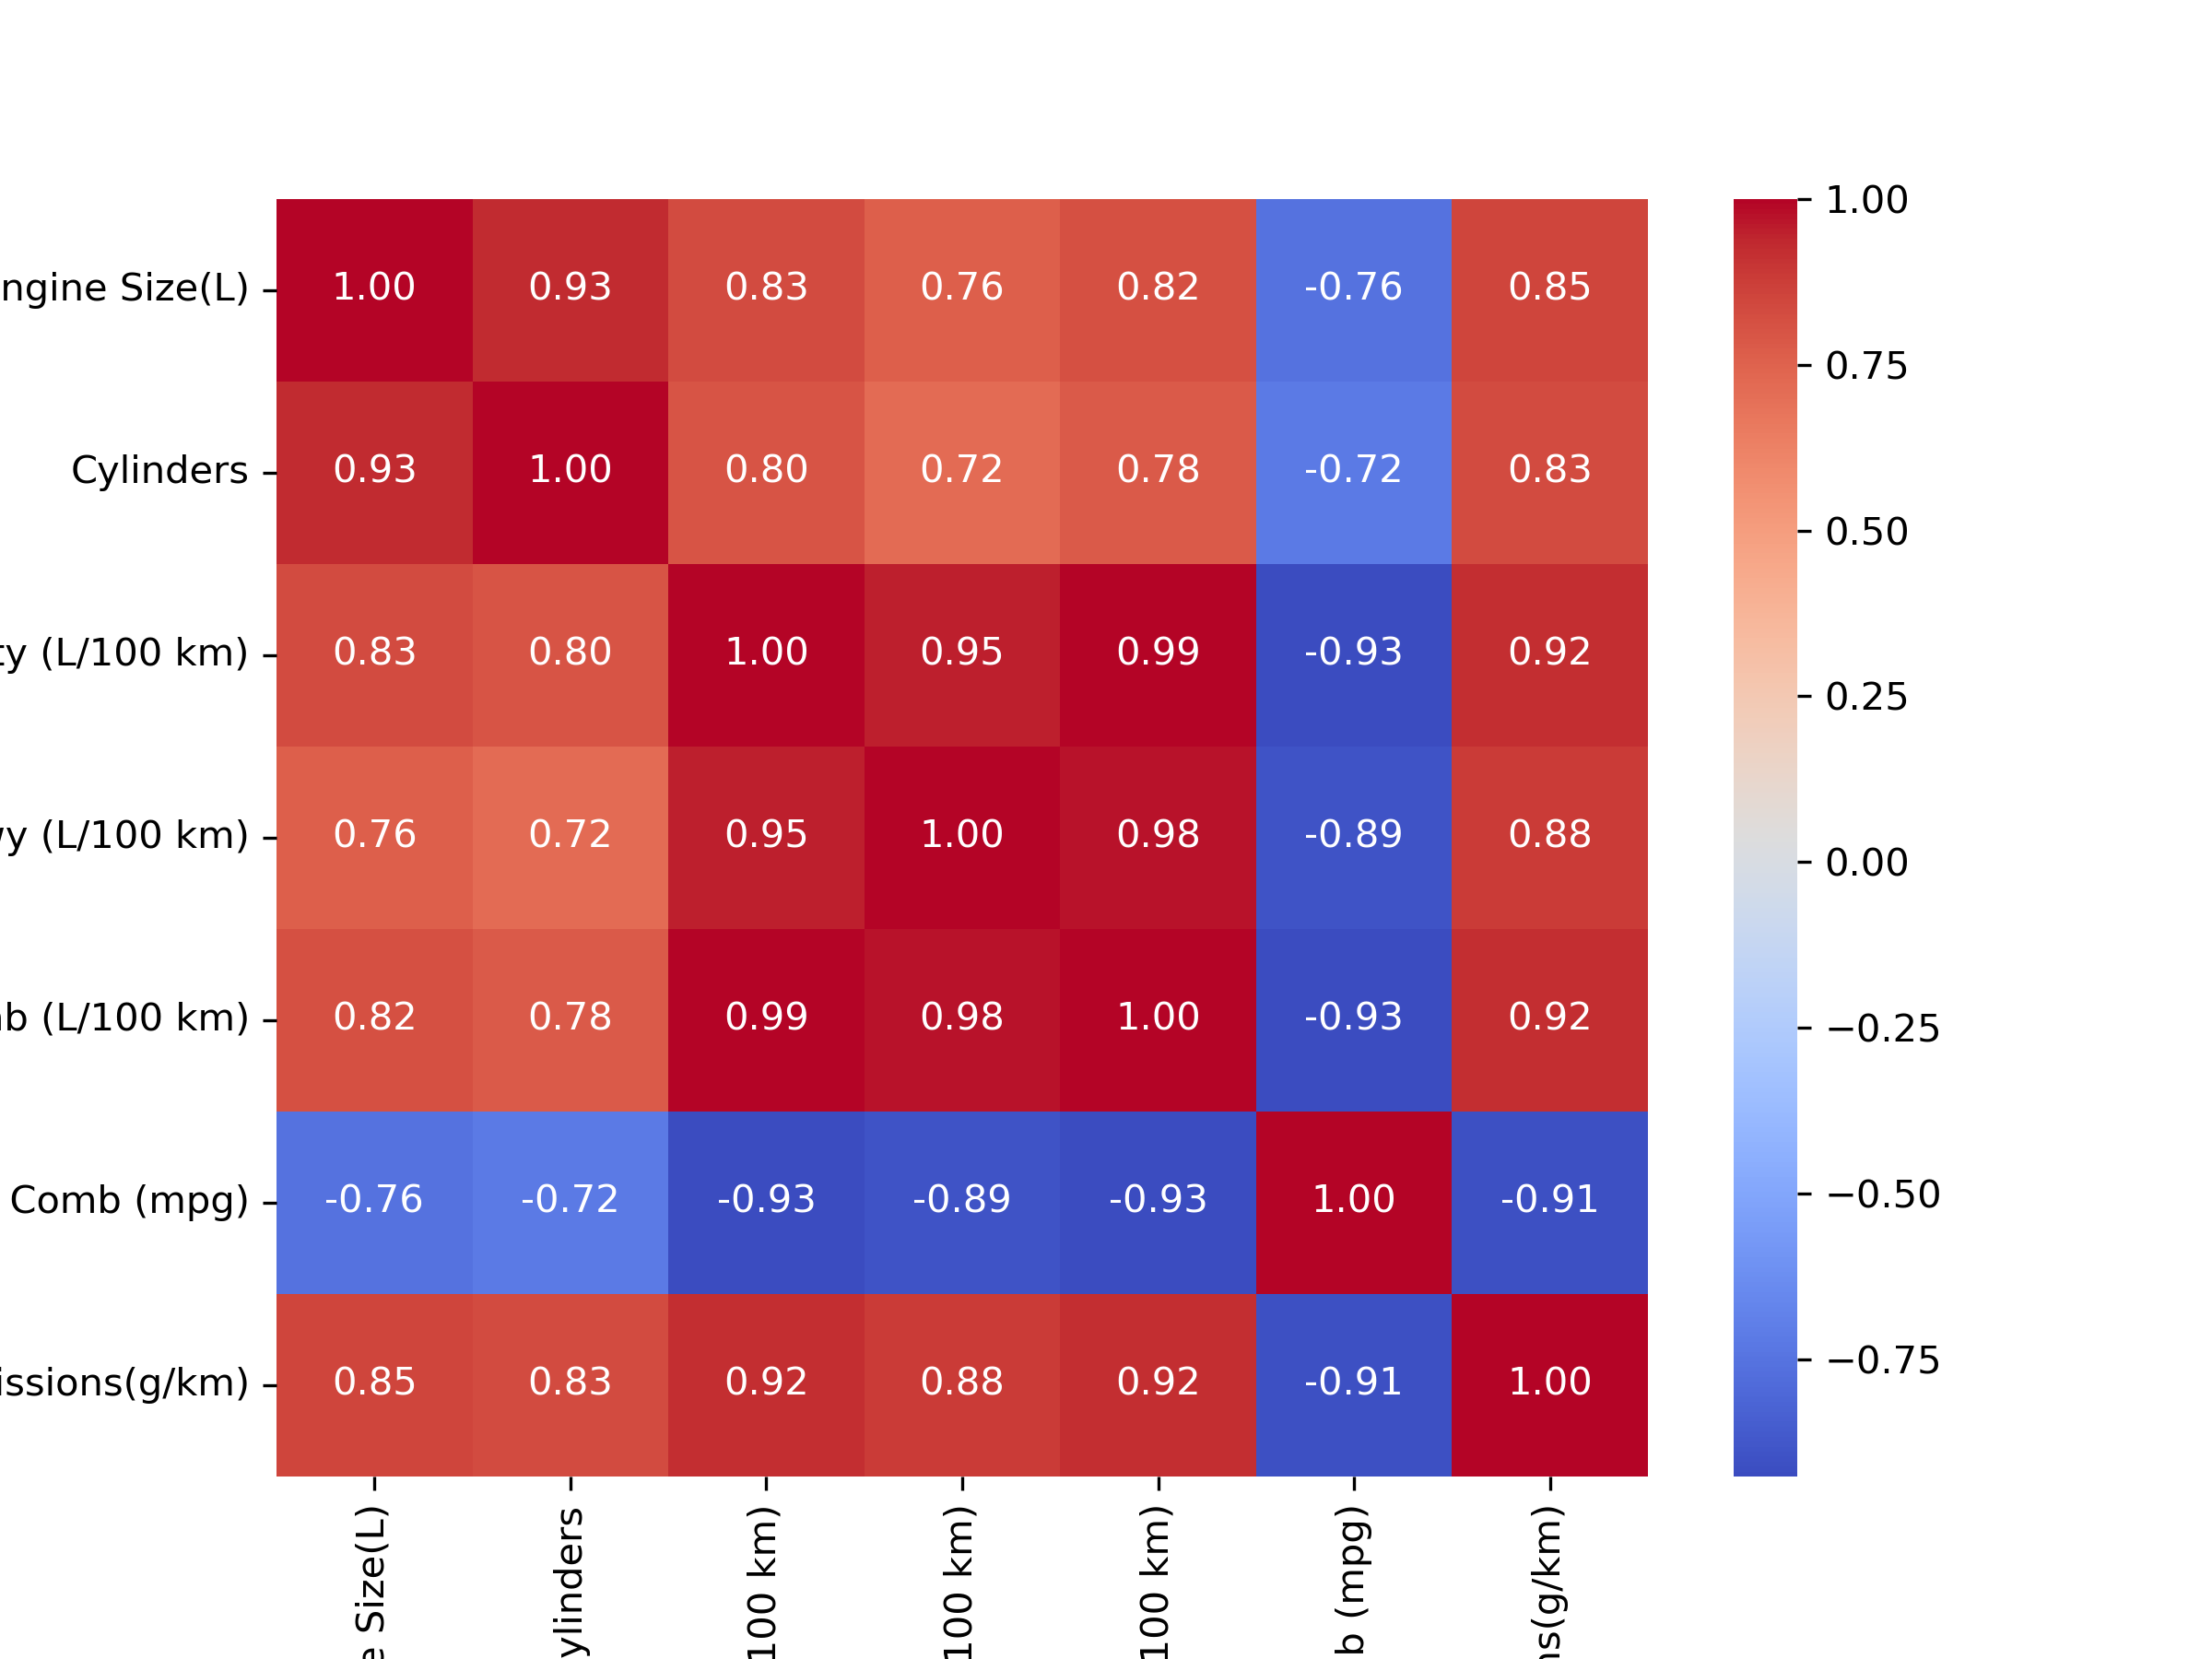 ngine Size(L) 1.00 0.93 0.83 0.76 0.82 -0.76 0.85
Cylinders 0.93 1.00 0.80 0.72 0.78 -0.72 0.83
ty (L/100 km) 0.83 0.80 1.00 0.95 0.99 -0.93 0.92
y (L/100 km) 0.76 0.72 0.95 1.00 0.98 -0.89 0.88
b (L/100 km) 0.82 0.78 0.99 0.98 1.00 -0.93 0.92
Comb (mpg) -0.76 -0.72 -0.93 -0.89 -0.93 1.00 -0.91
issions(g/km) 0.85 0.83 0.92 0.88 0.92 -0.91 1.00
e Size(L)
ylinders
100 km)
100 km)
100 km)
b (mpg)
ns(g/km)
1.00
0.75
0.50
0.25
0.00
−0.25
−0.50
−0.75